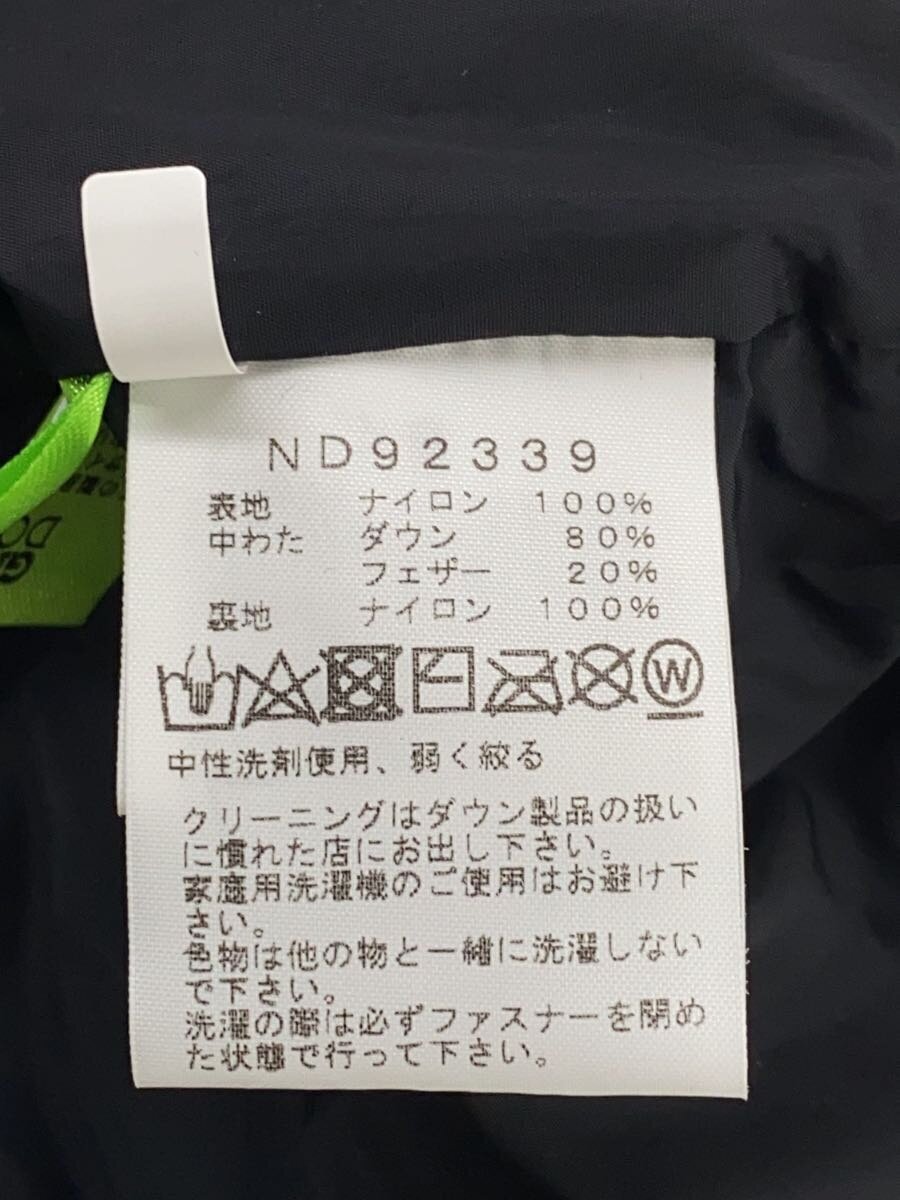 ND92339
表地 ナイロン 100%
中わた ダウン 80%
フェザー 20%
裏地 ナイロン 100%
W
中性洗剤使用、弱く絞る
クリーニングはダウン製品の扱い
に慣れた店にお出し下さい。
家庭用洗濯機のご使用はお避け下
さい。
色物は他の物と一緒に洗濯しない
で下さい。
洗濯の際は必ずファスナーを閉め
た状態で行って下さい。